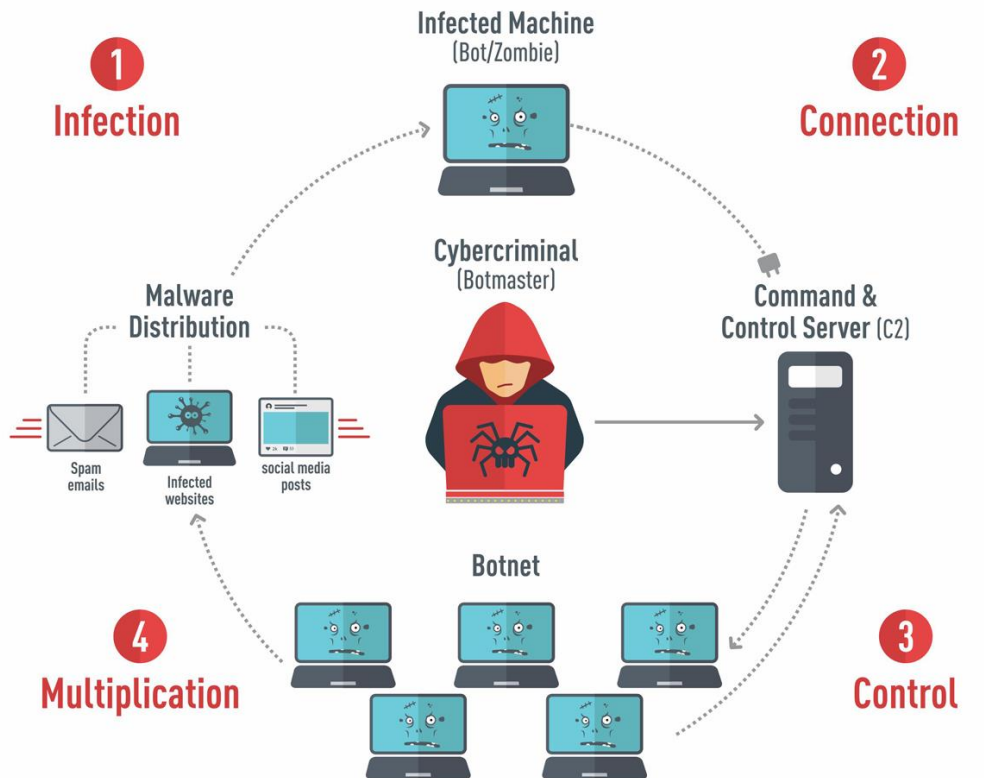 Infected Machine
(Bot/Zombie)
1
Infection
2
Connection
Cybercriminal
(Botmaster)
Malware
Distribution
Command &
Control Server (C2)
Spam
emails
Infected
websites
social media
posts
Botnet
4
Multiplication
3
Control